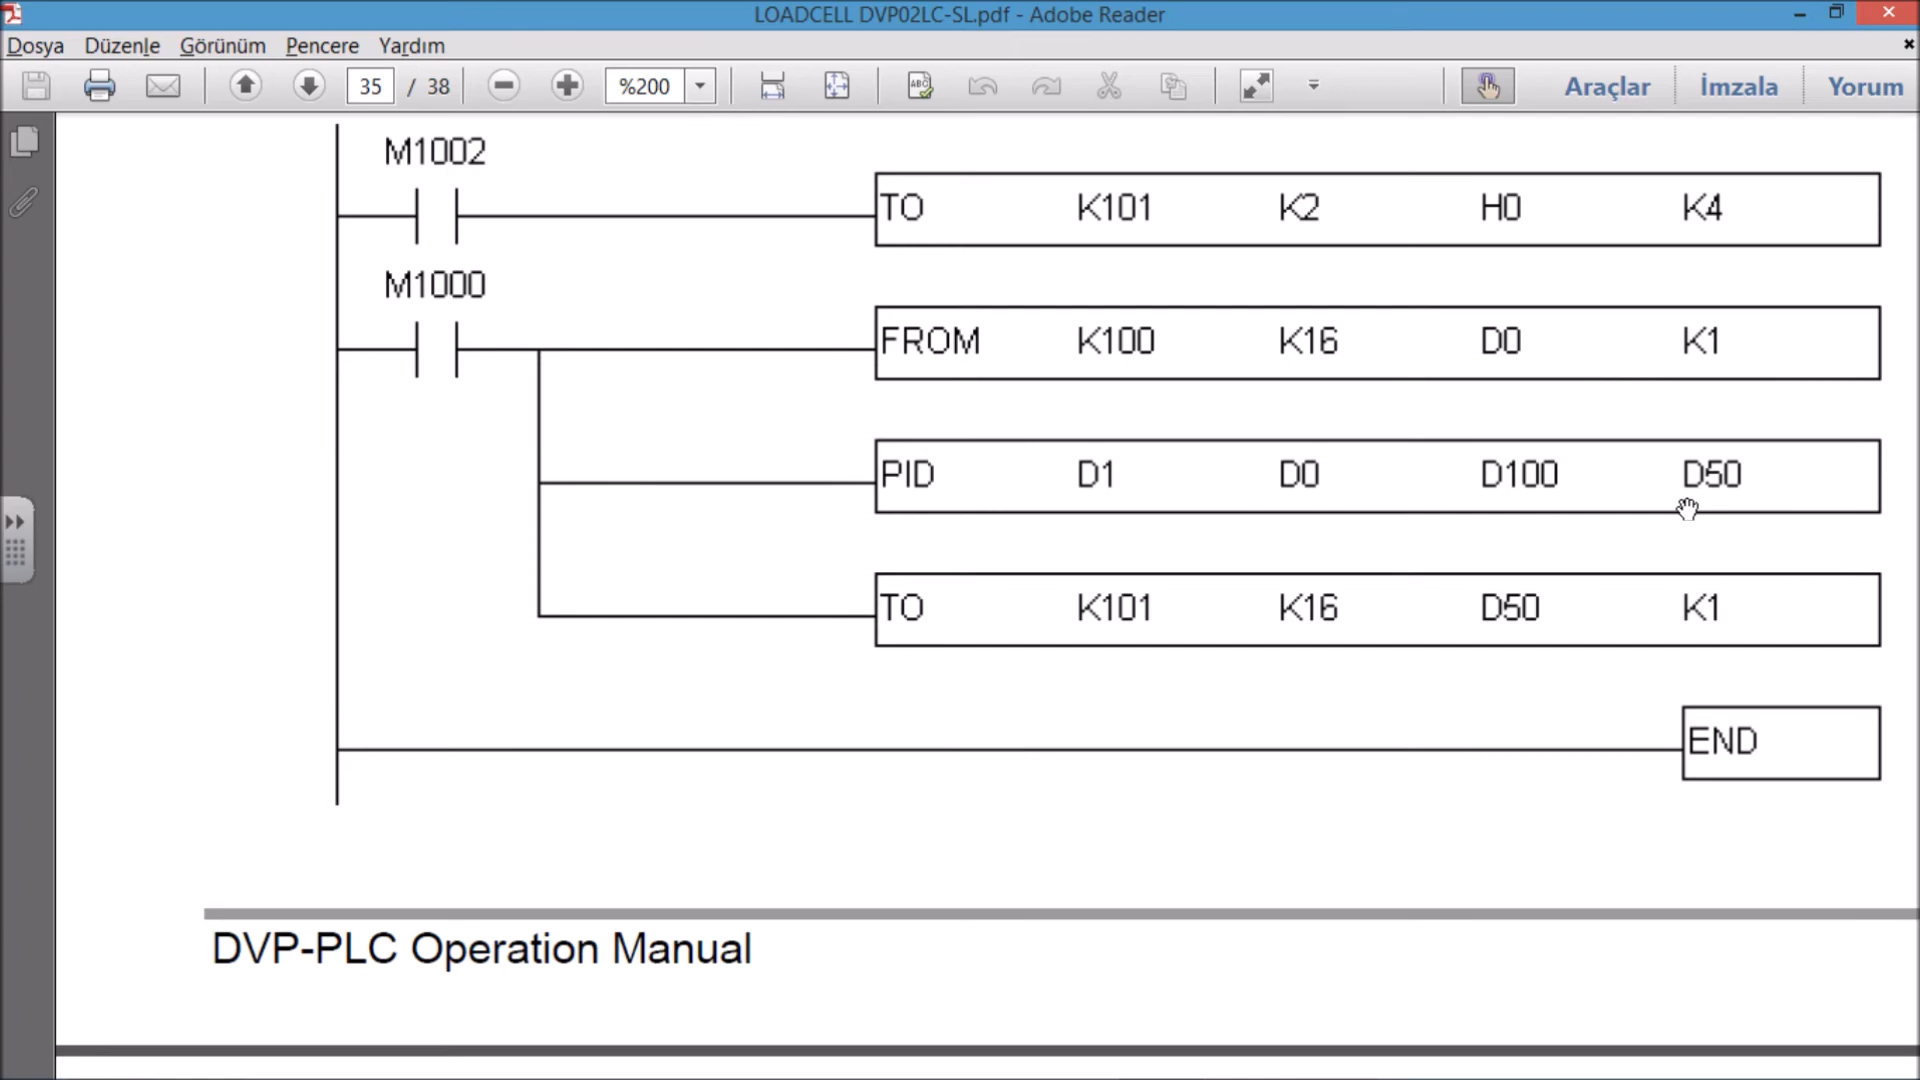 LOADCELL DVP02LC-SL.pdf - Adobe Reader
Dosya Düzenle Görünüm Pencere Yardım
35 / 38 %200 ABC Araçlar İmzala Yorum
M1002
TO K101 K2 H0 K4
M1000
FROM K100 K16 D0 K1
PID D1 D0 D100 D50
TO K101 K16 D50 K1
END
DVP-PLC Operation Manual